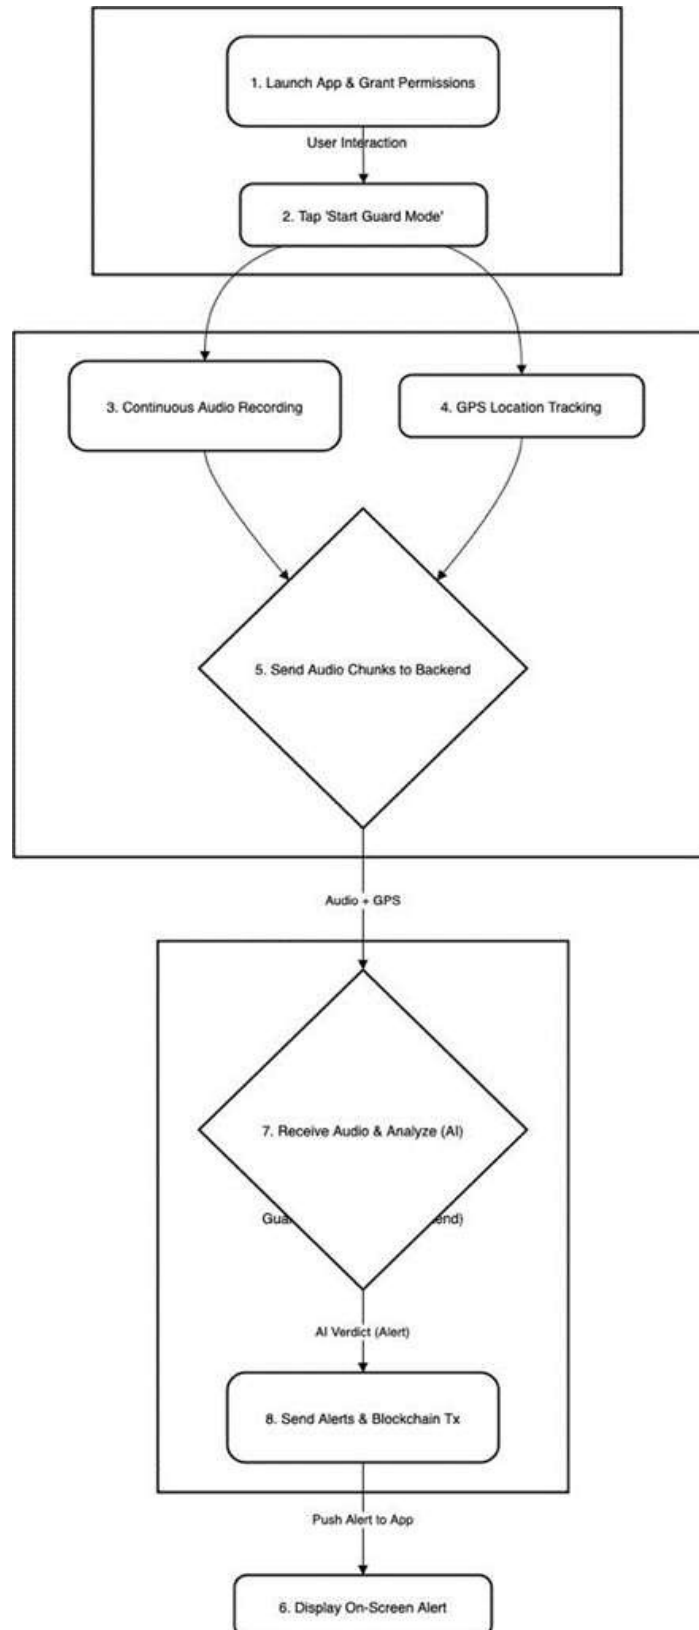 1. Launch App & Grant Permissions
User Interaction
2. Tap 'Start Guard Mode'
3. Continuous Audio Recording
4. GPS Location Tracking
5. Send Audio Chunks to Backend
Audio + GPS
7. Receive Audio & Analyze (AI)
AI Verdict (Alert)
8. Send Alerts & Blockchain Tx
Push Alert to App
6. Display On-Screen Alert